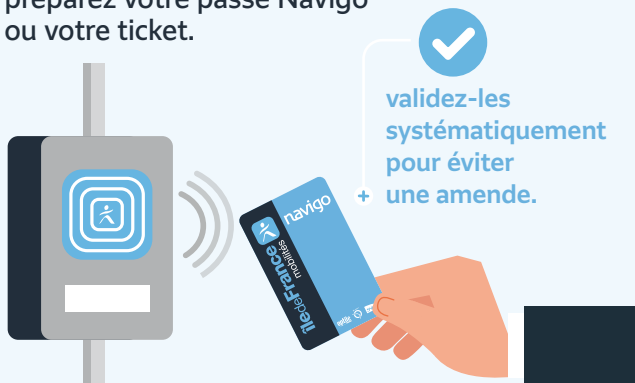 préparez votre passe Navigo
ou votre ticket.
validez-les
systématiquement
pour éviter
une amende.
navigo
îledeFrance
mobilités